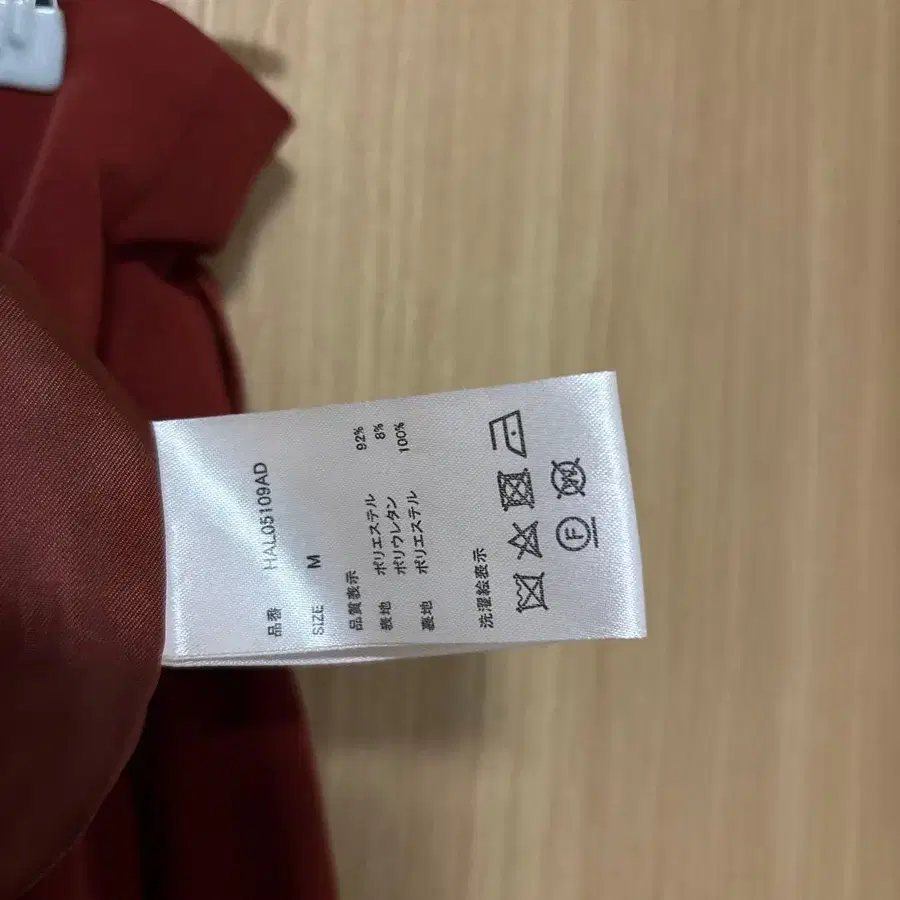 品番 HAL05109AD
SIZE M
品質表示
表地 ポリエステル 92%
ポリウレタン 8%
裏地 ポリエステル 100%
洗濯絵表示
F
W